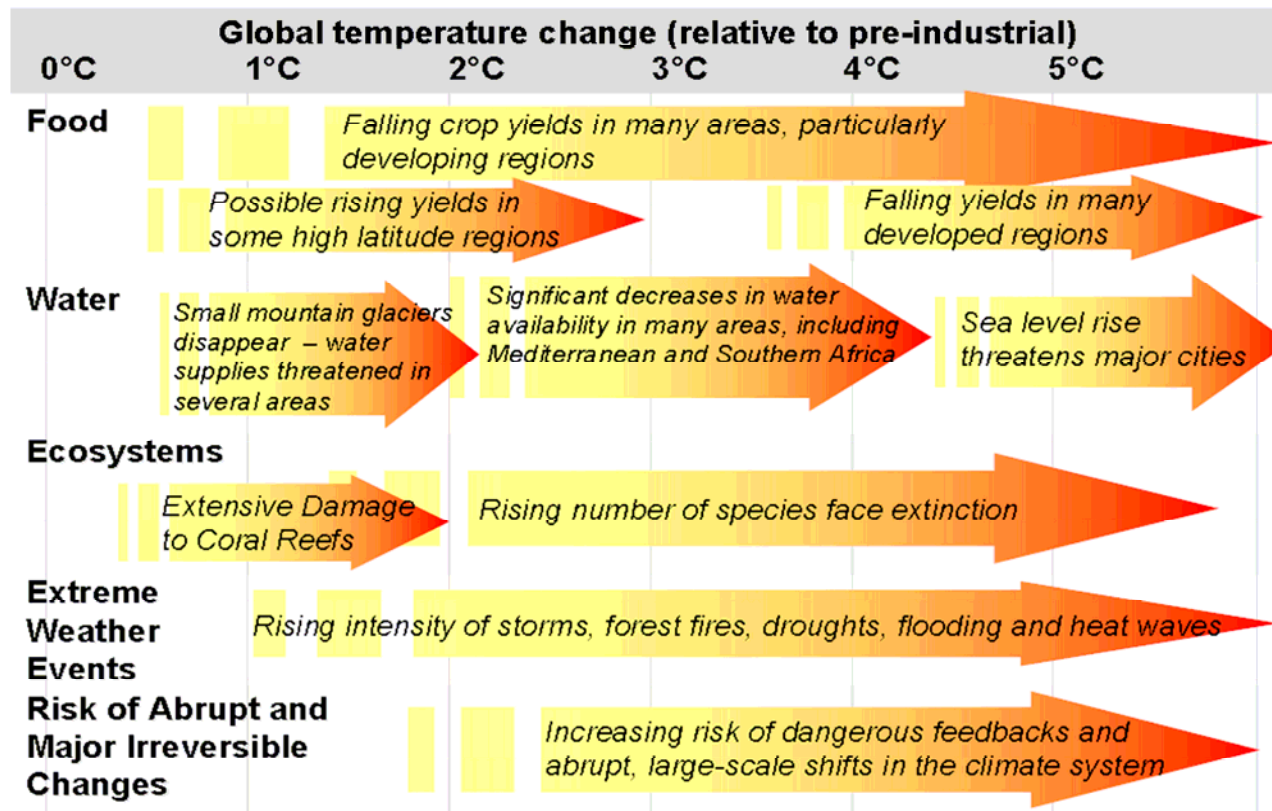 Global temperature change (relative to pre-industrial)
0°C 1°C 2°C 3°C 4°C 5°C
Food
Falling crop yields in many areas, particularly
developing regions
Possible rising yields in
some high latitude regions
Falling yields in many
developed regions
Water
Small mountain glaciers
disappear – water
supplies threatened in
several areas
Significant decreases in water
availability in many areas, including
Mediterranean and Southern Africa
Sea level rise
threatens major cities
Ecosystems
Extensive Damage
to Coral Reefs
Rising number of species face extinction
Extreme
Weather
Events
Rising intensity of storms, forest fires, droughts, flooding and heat waves
Risk of Abrupt and
Major Irreversible
Changes
Increasing risk of dangerous feedbacks and
abrupt, large-scale shifts in the climate system